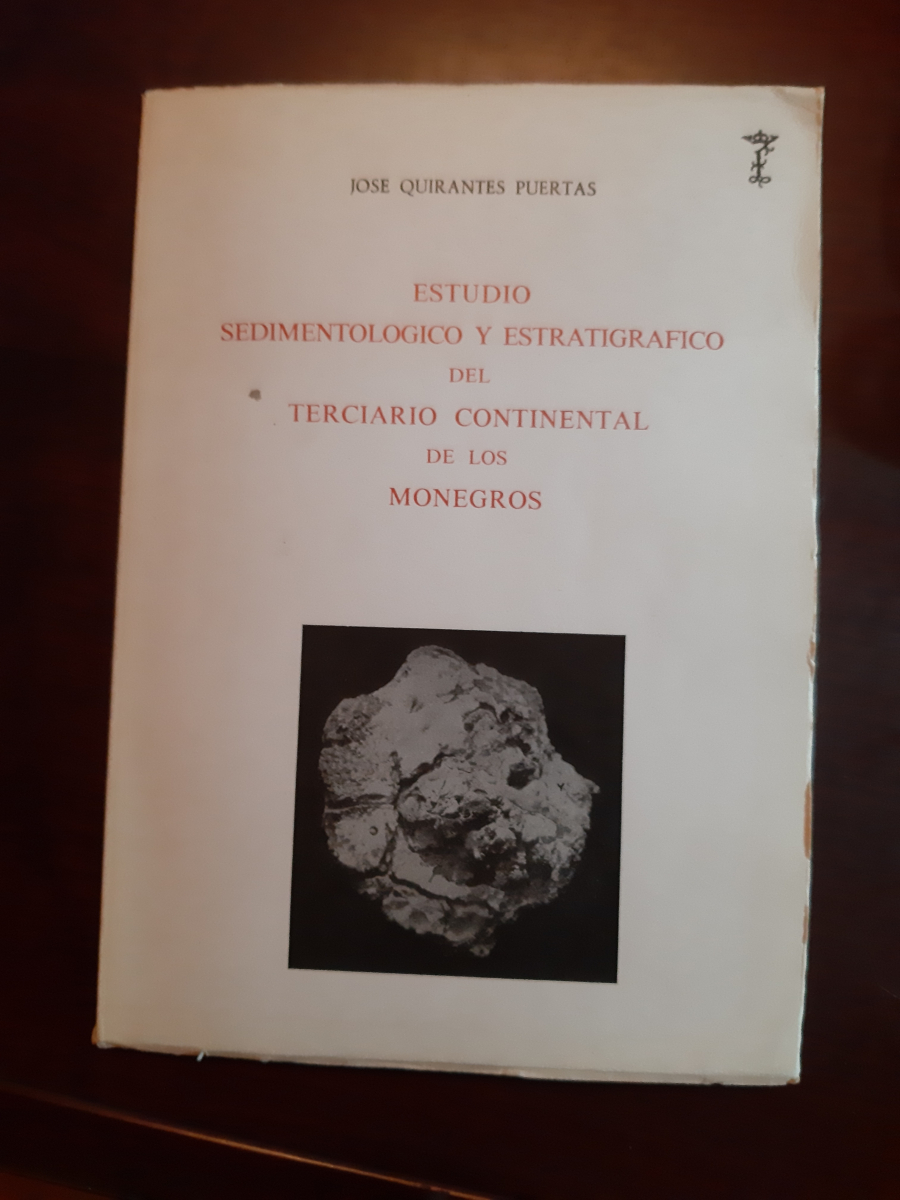 JOSE QUIRANTES PUERTAS
ESTUDIO
SEDIMENTOLOGICO Y ESTRATIGRAFICO
DEL
TERCIARIO CONTINENTAL
DE LOS
MONEGROS